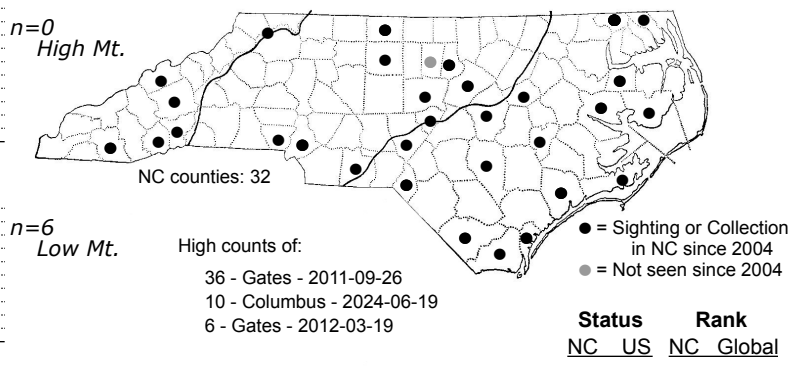 n=0
High Mt.
NC counties: 32
n=6
Low Mt.
High counts of:
36 - Gates - 2011-09-26
10 - Columbus - 2024-06-19
6 - Gates - 2012-03-19
● = Sighting or Collection
in NC since 2004
● = Not seen since 2004
Status Rank
NC US NC Global